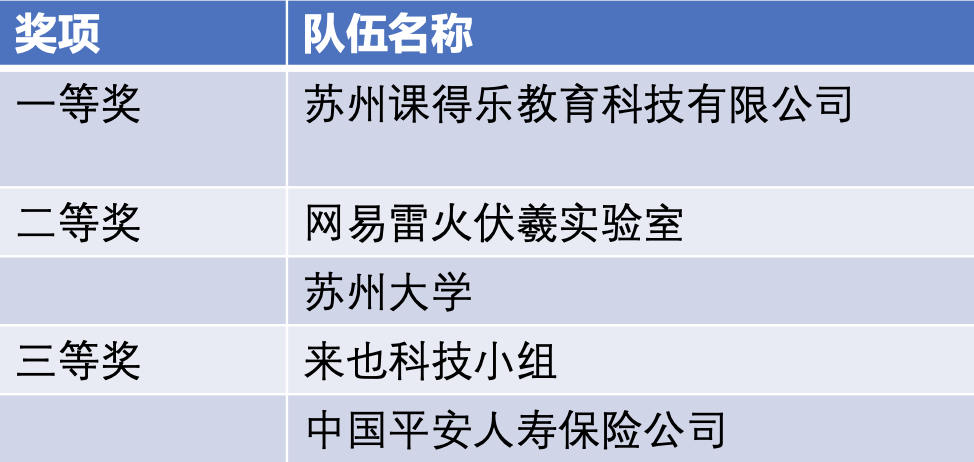 奖项 队伍名称
一等奖 苏州课得乐教育科技有限公司
二等奖 网易雷火伏羲实验室
苏州大学
三等奖 来也科技小组
中国平安人寿保险公司